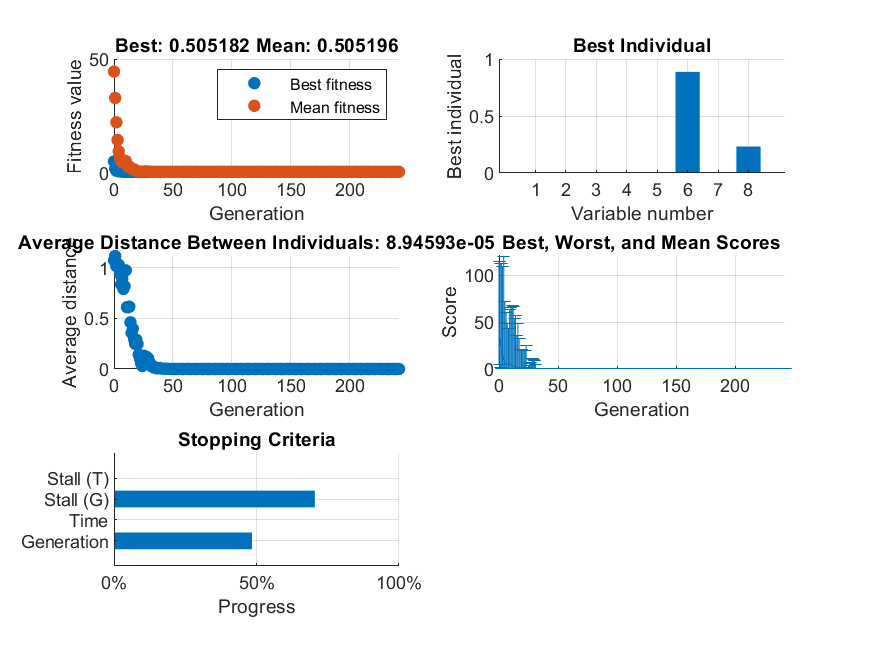 Best: 0.505182 Mean: 0.505196
Fitness value
50
0
Best fitness
Mean fitness
0 50 100 150 200
Generation
Best Individual
Best individual
1
0.5
0
1 2 3 4 5 6 7 8
Variable number
Average Distance Between Individuals: 8.94593e-05
Average distance
1
0.5
0
0 50 100 150 200
Generation
Best, Worst, and Mean Scores
Score
100
50
0
0 50 100 150 200
Generation
Stopping Criteria
Stall (T)
Stall (G)
Time
Generation
0% 50% 100%
Progress